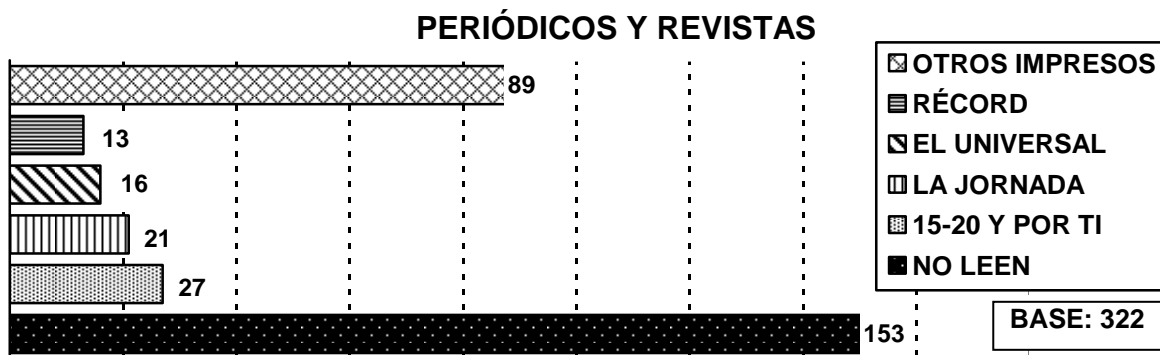 PERIÓDICOS Y REVISTAS
89
13
16
21
27
153
OTROS IMPRESOS
RÉCORD
EL UNIVERSAL
LA JORNADA
15-20 Y POR TI
NO LEEN
BASE: 322